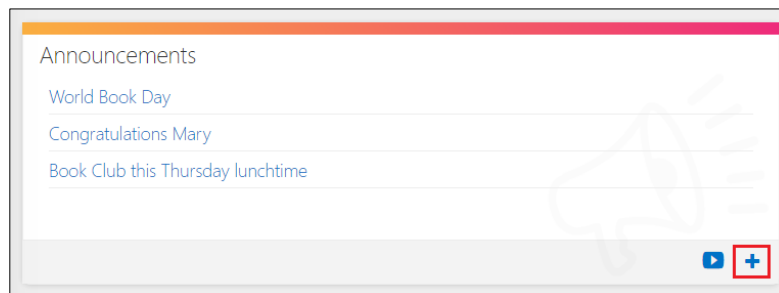 Announcements
World Book Day
Congratulations Mary
Book Club this Thursday lunchtime